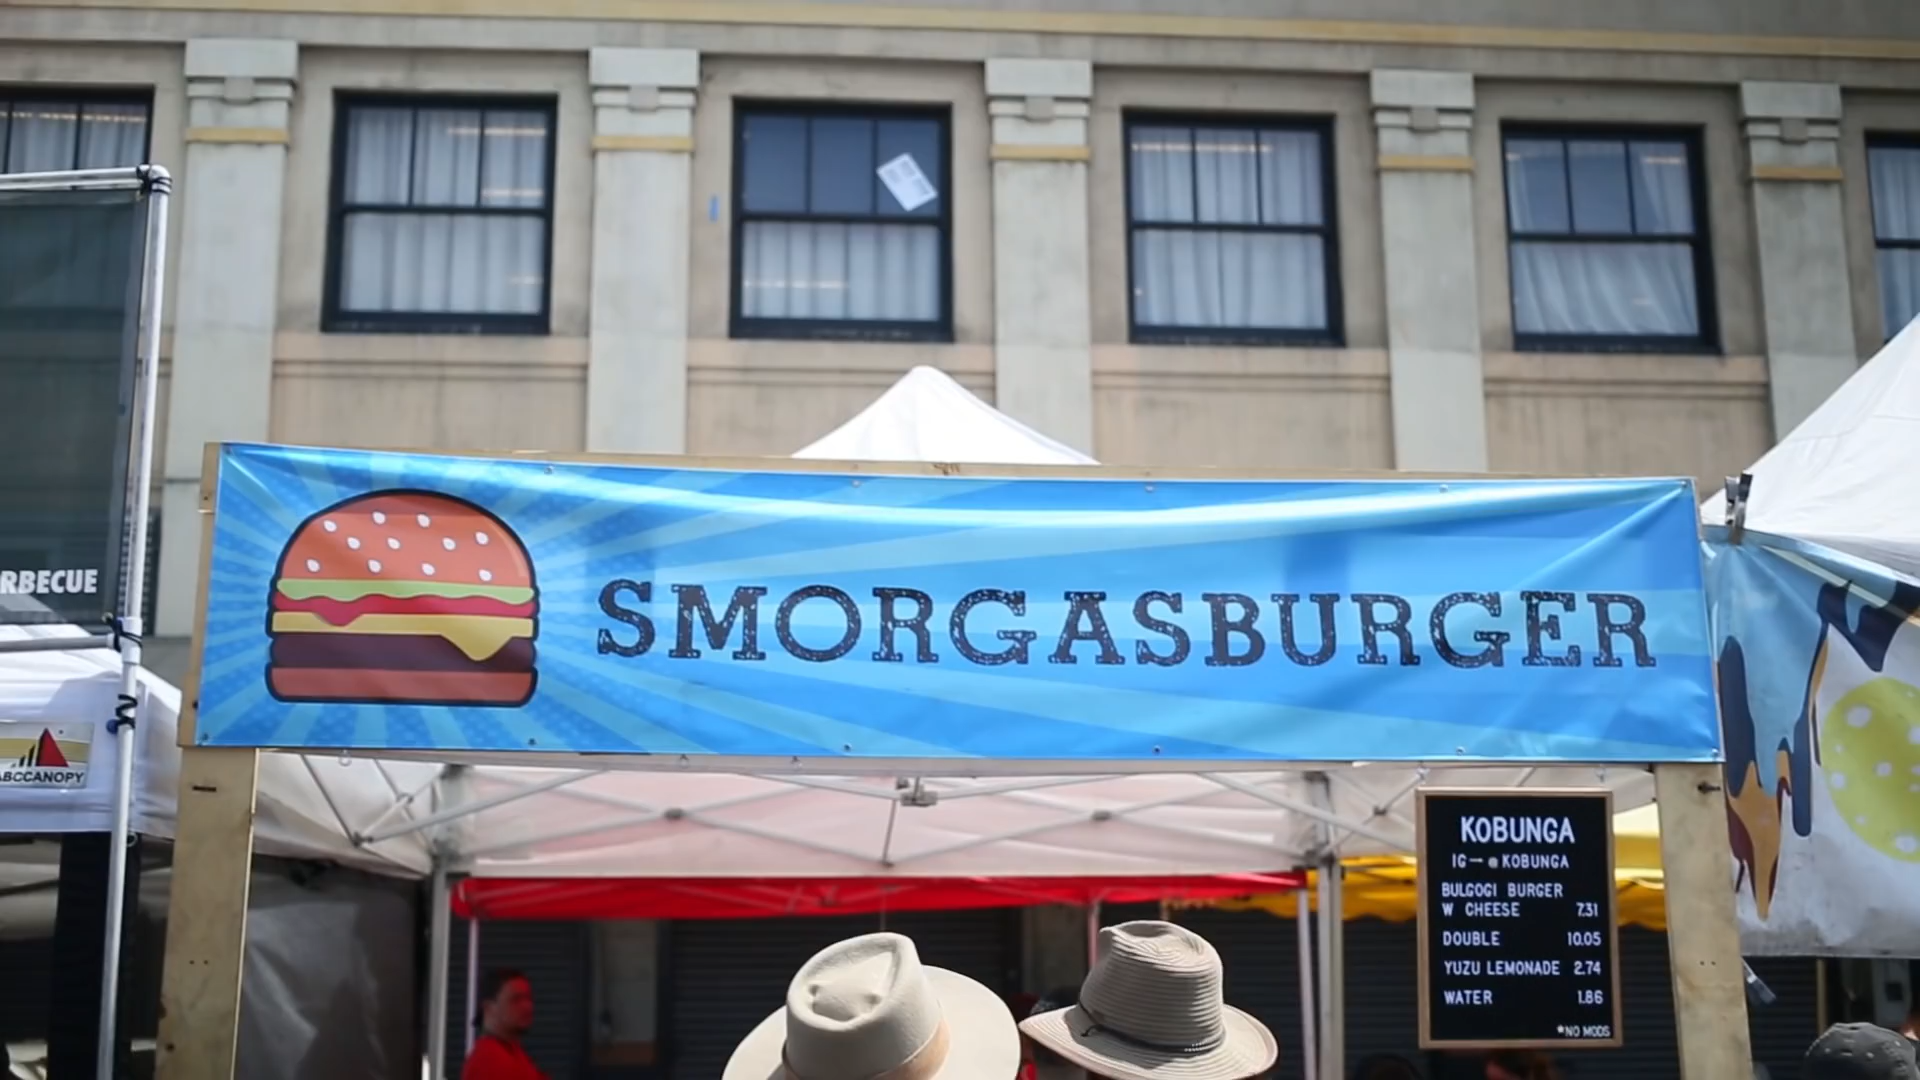 RBECUE
SMORGASBURGER
ABCCANOPY
KOBUNGA
IG → @ KOBUNGA
BULGOGI BURGER
W CHEESE 7.31
DOUBLE 10.05
YUZU LEMONADE 2.74
WATER 1.86
*NO MODS